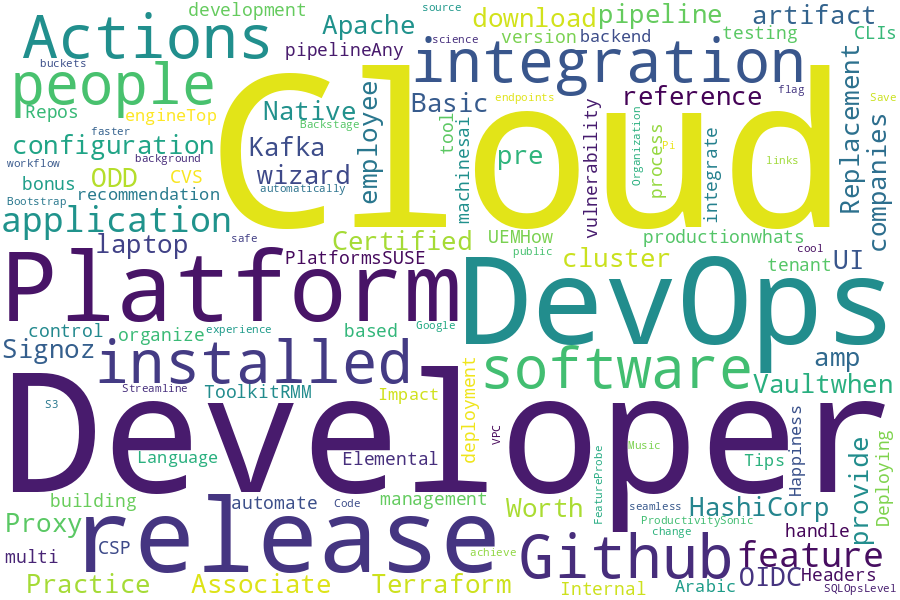 development
source
Actions
Apache
download
pipeline
artifact
pipelineAny
science
version
backend
testing
CLIs
buckets
people
integration
Cloud
Repos
engineTop
Native
employee
Basic
endpoints
reference
flag
Save
Replacement
companies
Backstage
tool
machinesai
vulnerability
Organization
process
Pi
integrate
links
faster
configuration
Kafka
background
workflow
bonus
ODD
CVS
wizard
pre
recommendation
automatically
Bootstrap
application
laptop
safe
Certified
UEMHow
productionwhats
cool
UI
Platform
PlatformsSUSE
public
cluster
tenant
DevOps
control
organize
experience
based
Google
Signoz
installed
software
amp
Streamline
ToolkitRMM
Impact
deployment
Vaultwhen
S3
Developer
VPC
Language
Elemental
FeatureProbe
Music
Tips
Happiness
provide
Deploying
building
automate
Code
management
Worth
seamless
HashiCorp
Proxy
release
ProductivitySonic
change
handle
multi
CSP
achieve
Github
feature
OIDC
Headers
Practice
Associate
Terraform
Internal
Arabic
SQLOpsLevel